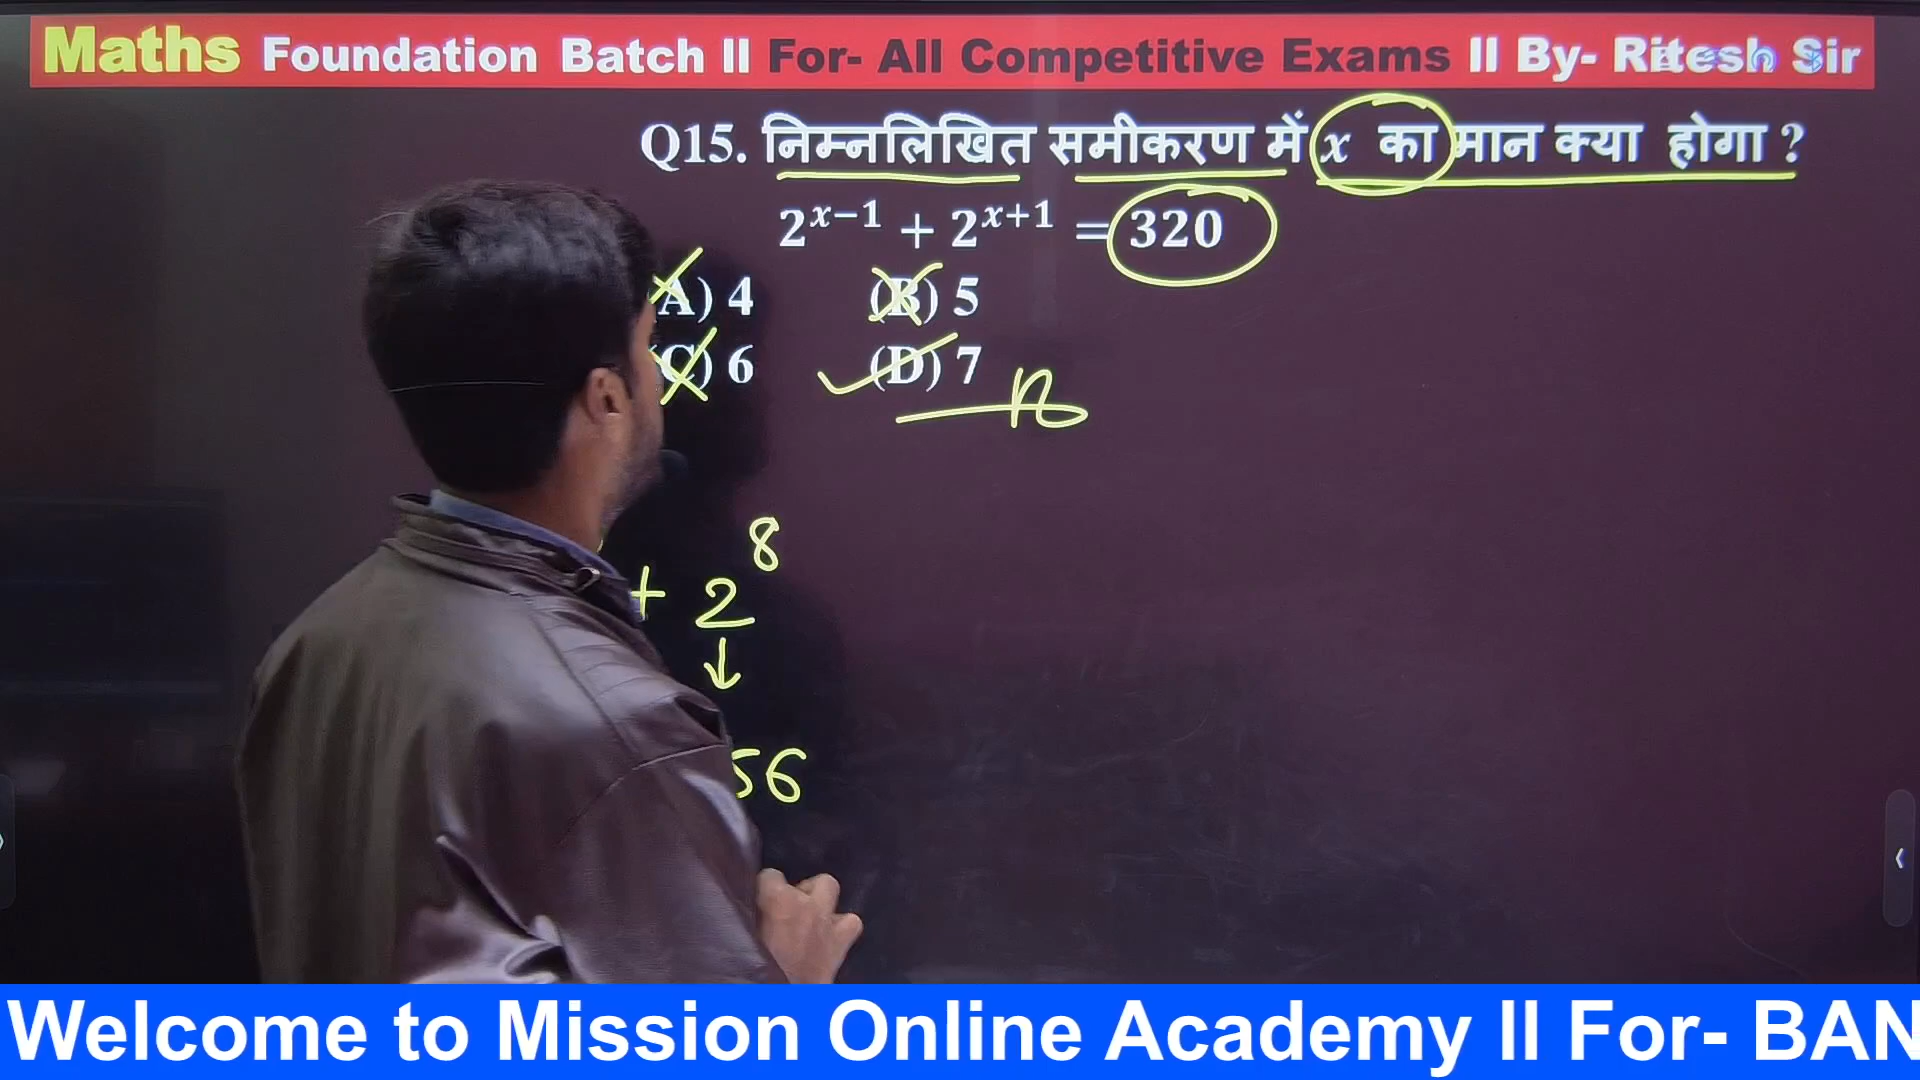 Maths Foundation Batch II For- All Competitive Exams II By- Ritesh Sir
Q15. निम्नलिखित समीकरण में x का मान क्या होगा ?
2^{x-1} + 2^{x+1} = 320
(A) 4 (B) 5
(C) 6 (D) 7
+ 2^8
↓
56
Welcome to Mission Online Academy II For- BAN